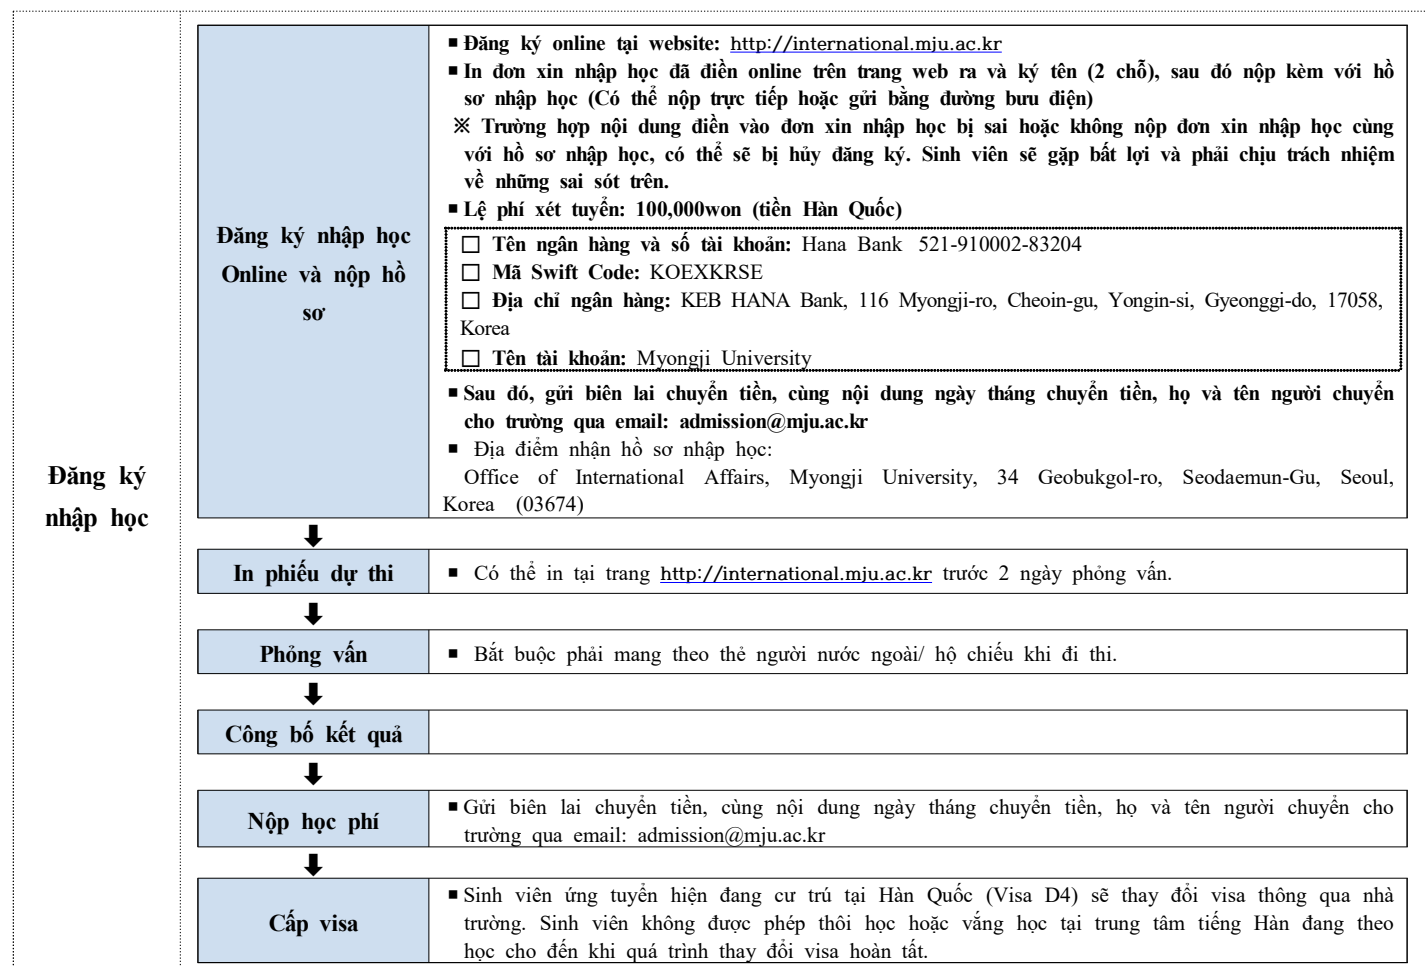 Đăng ký
nhập học
Đăng ký nhập học
Online và nộp hồ
sơ
▪ Đăng ký online tại website: http://international.mju.ac.kr
▪ In đơn xin nhập học đã điền online trên trang web ra và ký tên (2 chỗ), sau đó nộp kèm với hồ
sơ nhập học (Có thể nộp trực tiếp hoặc gửi bằng đường bưu điện)
※ Trường hợp nội dung điền vào đơn xin nhập học bị sai hoặc không nộp đơn xin nhập học cùng
với hồ sơ nhập học, có thể sẽ bị hủy đăng ký. Sinh viên sẽ gặp bất lợi và phải chịu trách nhiệm
về những sai sót trên.
▪ Lệ phí xét tuyển: 100,000won (tiền Hàn Quốc)
□ Tên ngân hàng và số tài khoản: Hana Bank 521-910002-83204
□ Mã Swift Code: KOEXKRSE
□ Địa chỉ ngân hàng: KEB HANA Bank, 116 Myongji-ro, Cheoin-gu, Yongin-si, Gyeonggi-do, 17058,
Korea
□ Tên tài khoản: Myongji University
▪ Sau đó, gửi biên lai chuyển tiền, cùng nội dung ngày tháng chuyển tiền, họ và tên người chuyển
cho trường qua email: admission@mju.ac.kr
▪ Địa điểm nhận hồ sơ nhập học:
Office of International Affairs, Myongji University, 34 Geobukgol-ro, Seodaemun-Gu, Seoul,
Korea (03674)
In phiếu dự thi
▪ Có thể in tại trang http://international.mju.ac.kr trước 2 ngày phỏng vấn.
Phỏng vấn
▪ Bắt buộc phải mang theo thẻ người nước ngoài/ hộ chiếu khi đi thi.
Công bố kết quả
Nộp học phí
▪ Gửi biên lai chuyển tiền, cùng nội dung ngày tháng chuyển tiền, họ và tên người chuyển cho
trường qua email: admission@mju.ac.kr
Cấp visa
▪ Sinh viên ứng tuyển hiện đang cư trú tại Hàn Quốc (Visa D4) sẽ thay đổi visa thông qua nhà
trường. Sinh viên không được phép thôi học hoặc vắng học tại trung tâm tiếng Hàn đang theo
học cho đến khi quá trình thay đổi visa hoàn tất.